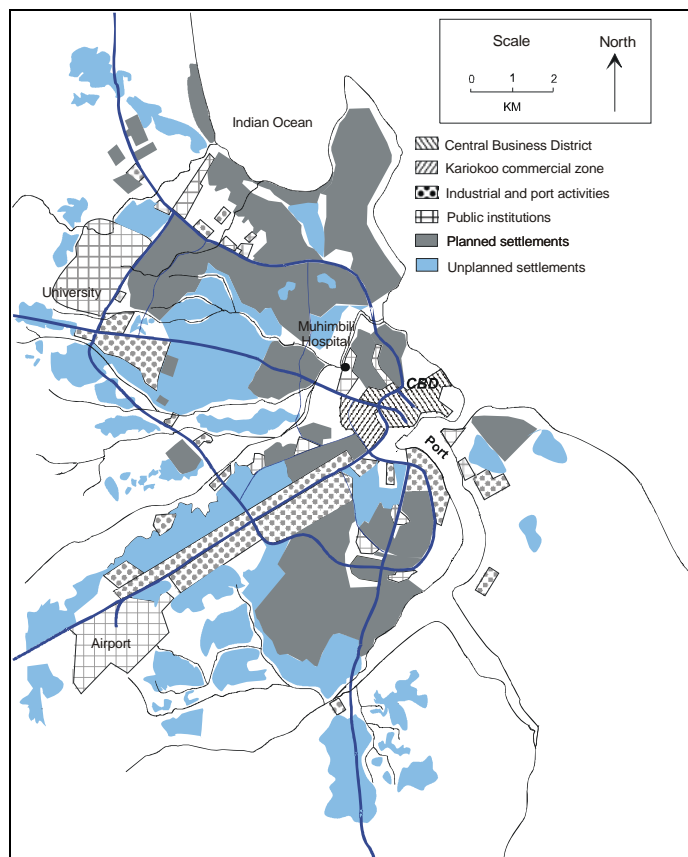 Scale
North
0 1 2
KM
Indian Ocean
Central Business District
Kariokoo commercial zone
Industrial and port activities
Public institutions
Planned settlements
Unplanned settlements
University
Muhimbili
Hospital
CBD
Port
Airport